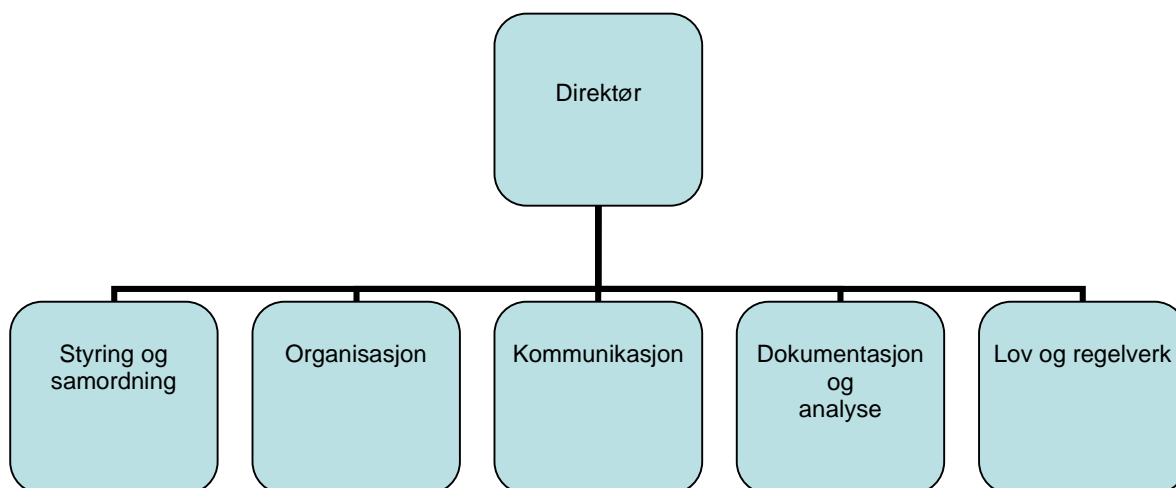 Direktør
Styring og
samordning
Organisasjon
Kommunikasjon
Dokumentasjon
og
analyse
Lov og regelverk